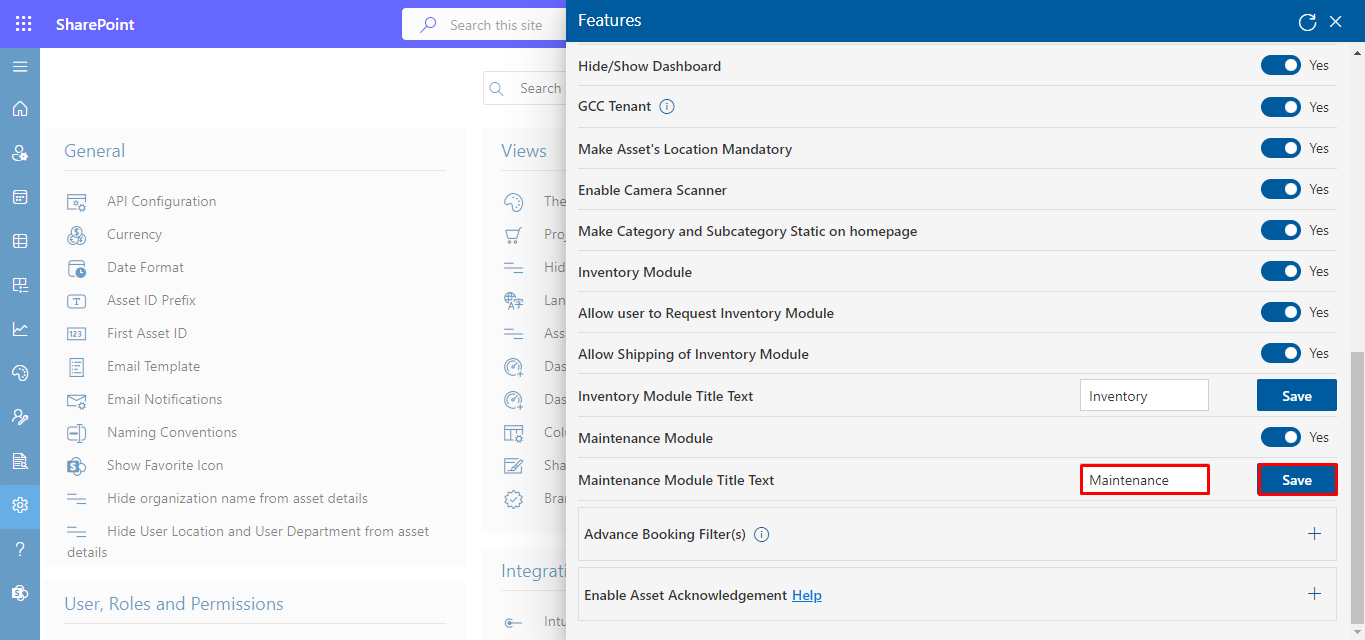 SharePoint
Search this site
Search
General
API Configuration
Currency
Date Format
Asset ID Prefix
123
First Asset ID
Email Template
Email Notifications
Naming Conventions
Show Favorite Icon
Hide organization name from asset details
Hide User Location and User Department from asset
details
User, Roles and Permissions
Views
The
Proj
Hid
Lan
Ass
Das
Das
Colu
Sha
Bran
Integrati
Intu
Features
Hide/Show Dashboard
Yes
GCC Tenant
Yes
Make Asset's Location Mandatory
Yes
Enable Camera Scanner
Yes
Make Category and Subcategory Static on homepage
Yes
Inventory Module
Yes
Allow user to Request Inventory Module
Yes
Allow Shipping of Inventory Module
Yes
Inventory Module Title Text
Inventory
Save
Maintenance Module
Yes
Maintenance Module Title Text
Maintenance
Save
Advance Booking Filter(s)
Enable Asset Acknowledgement Help